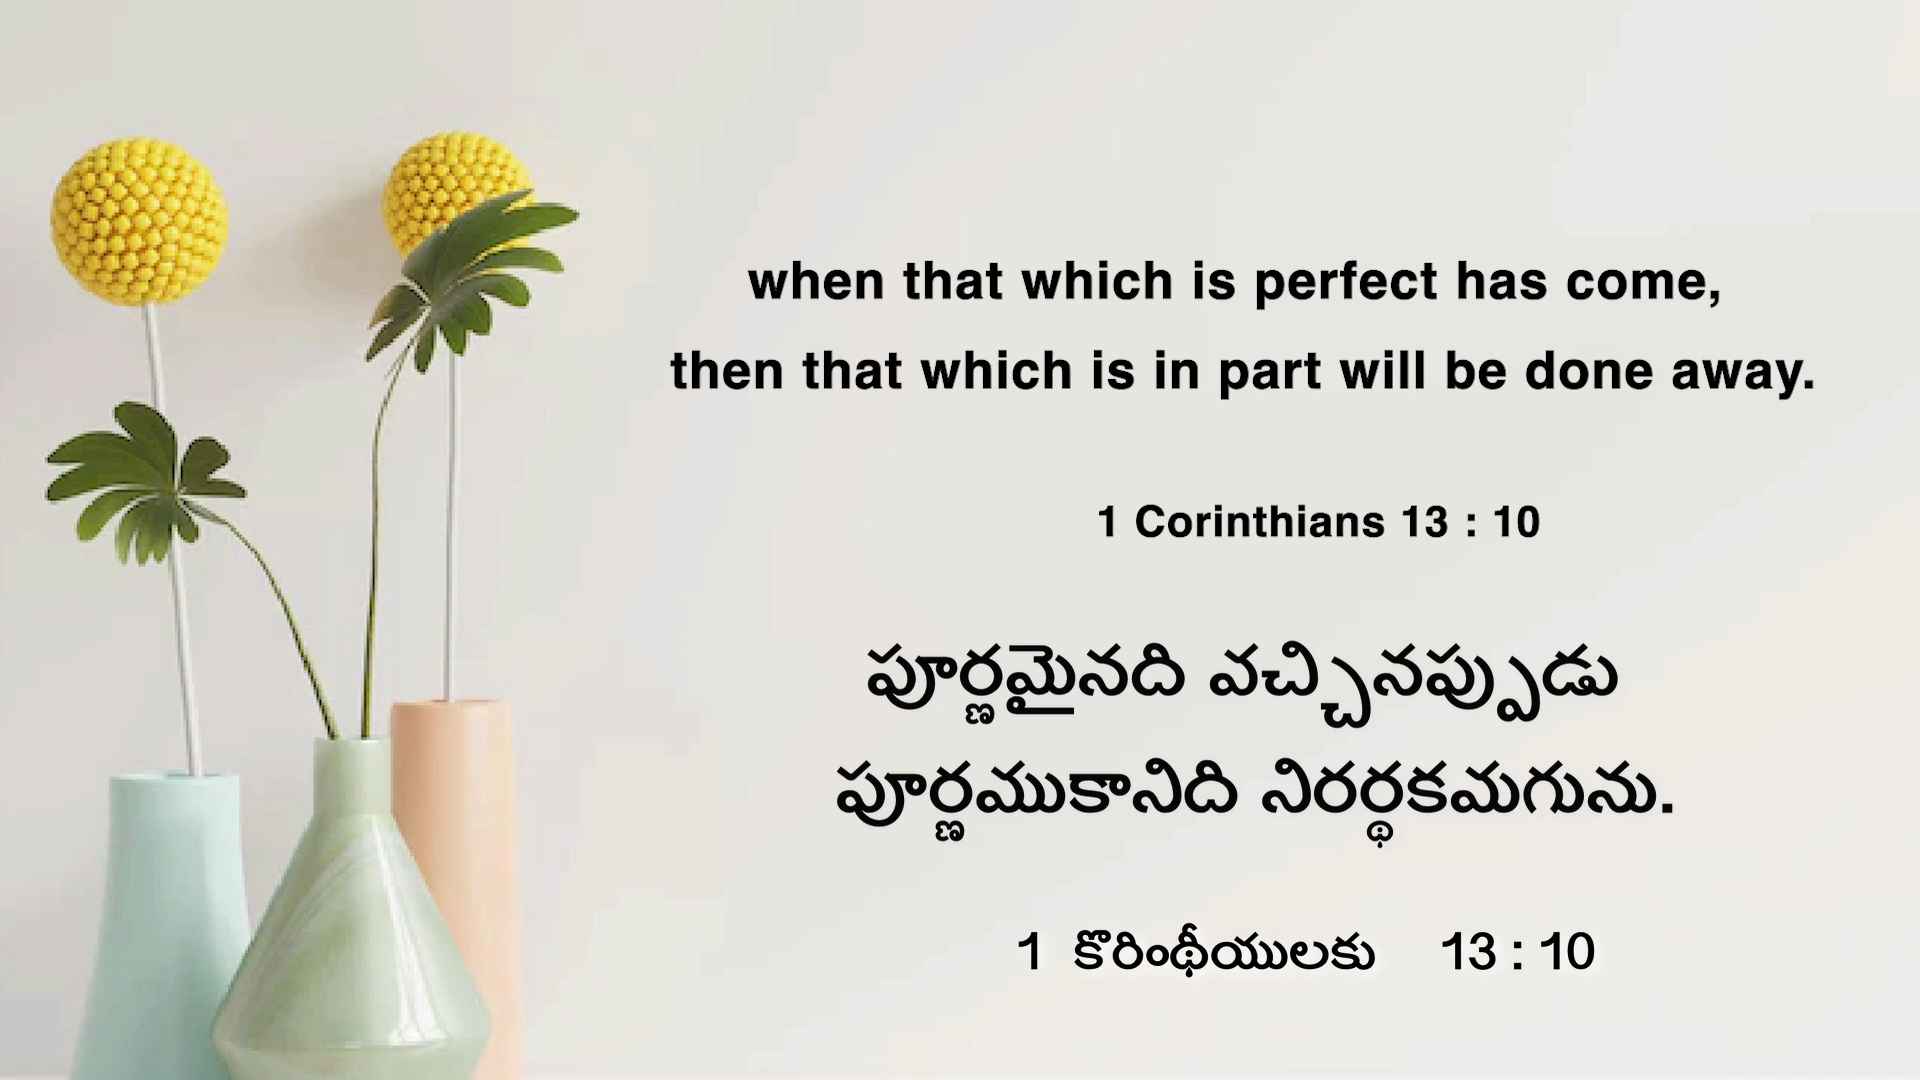 when that which is perfect has come,
then that which is in part will be done away.
1 Corinthians 13 : 10
పూర్ణమైనది వచ్చినప్పుడు
పూర్ణముకానిది నిరర్థకమగును.
1 కొరింథీయులకు 13 : 10